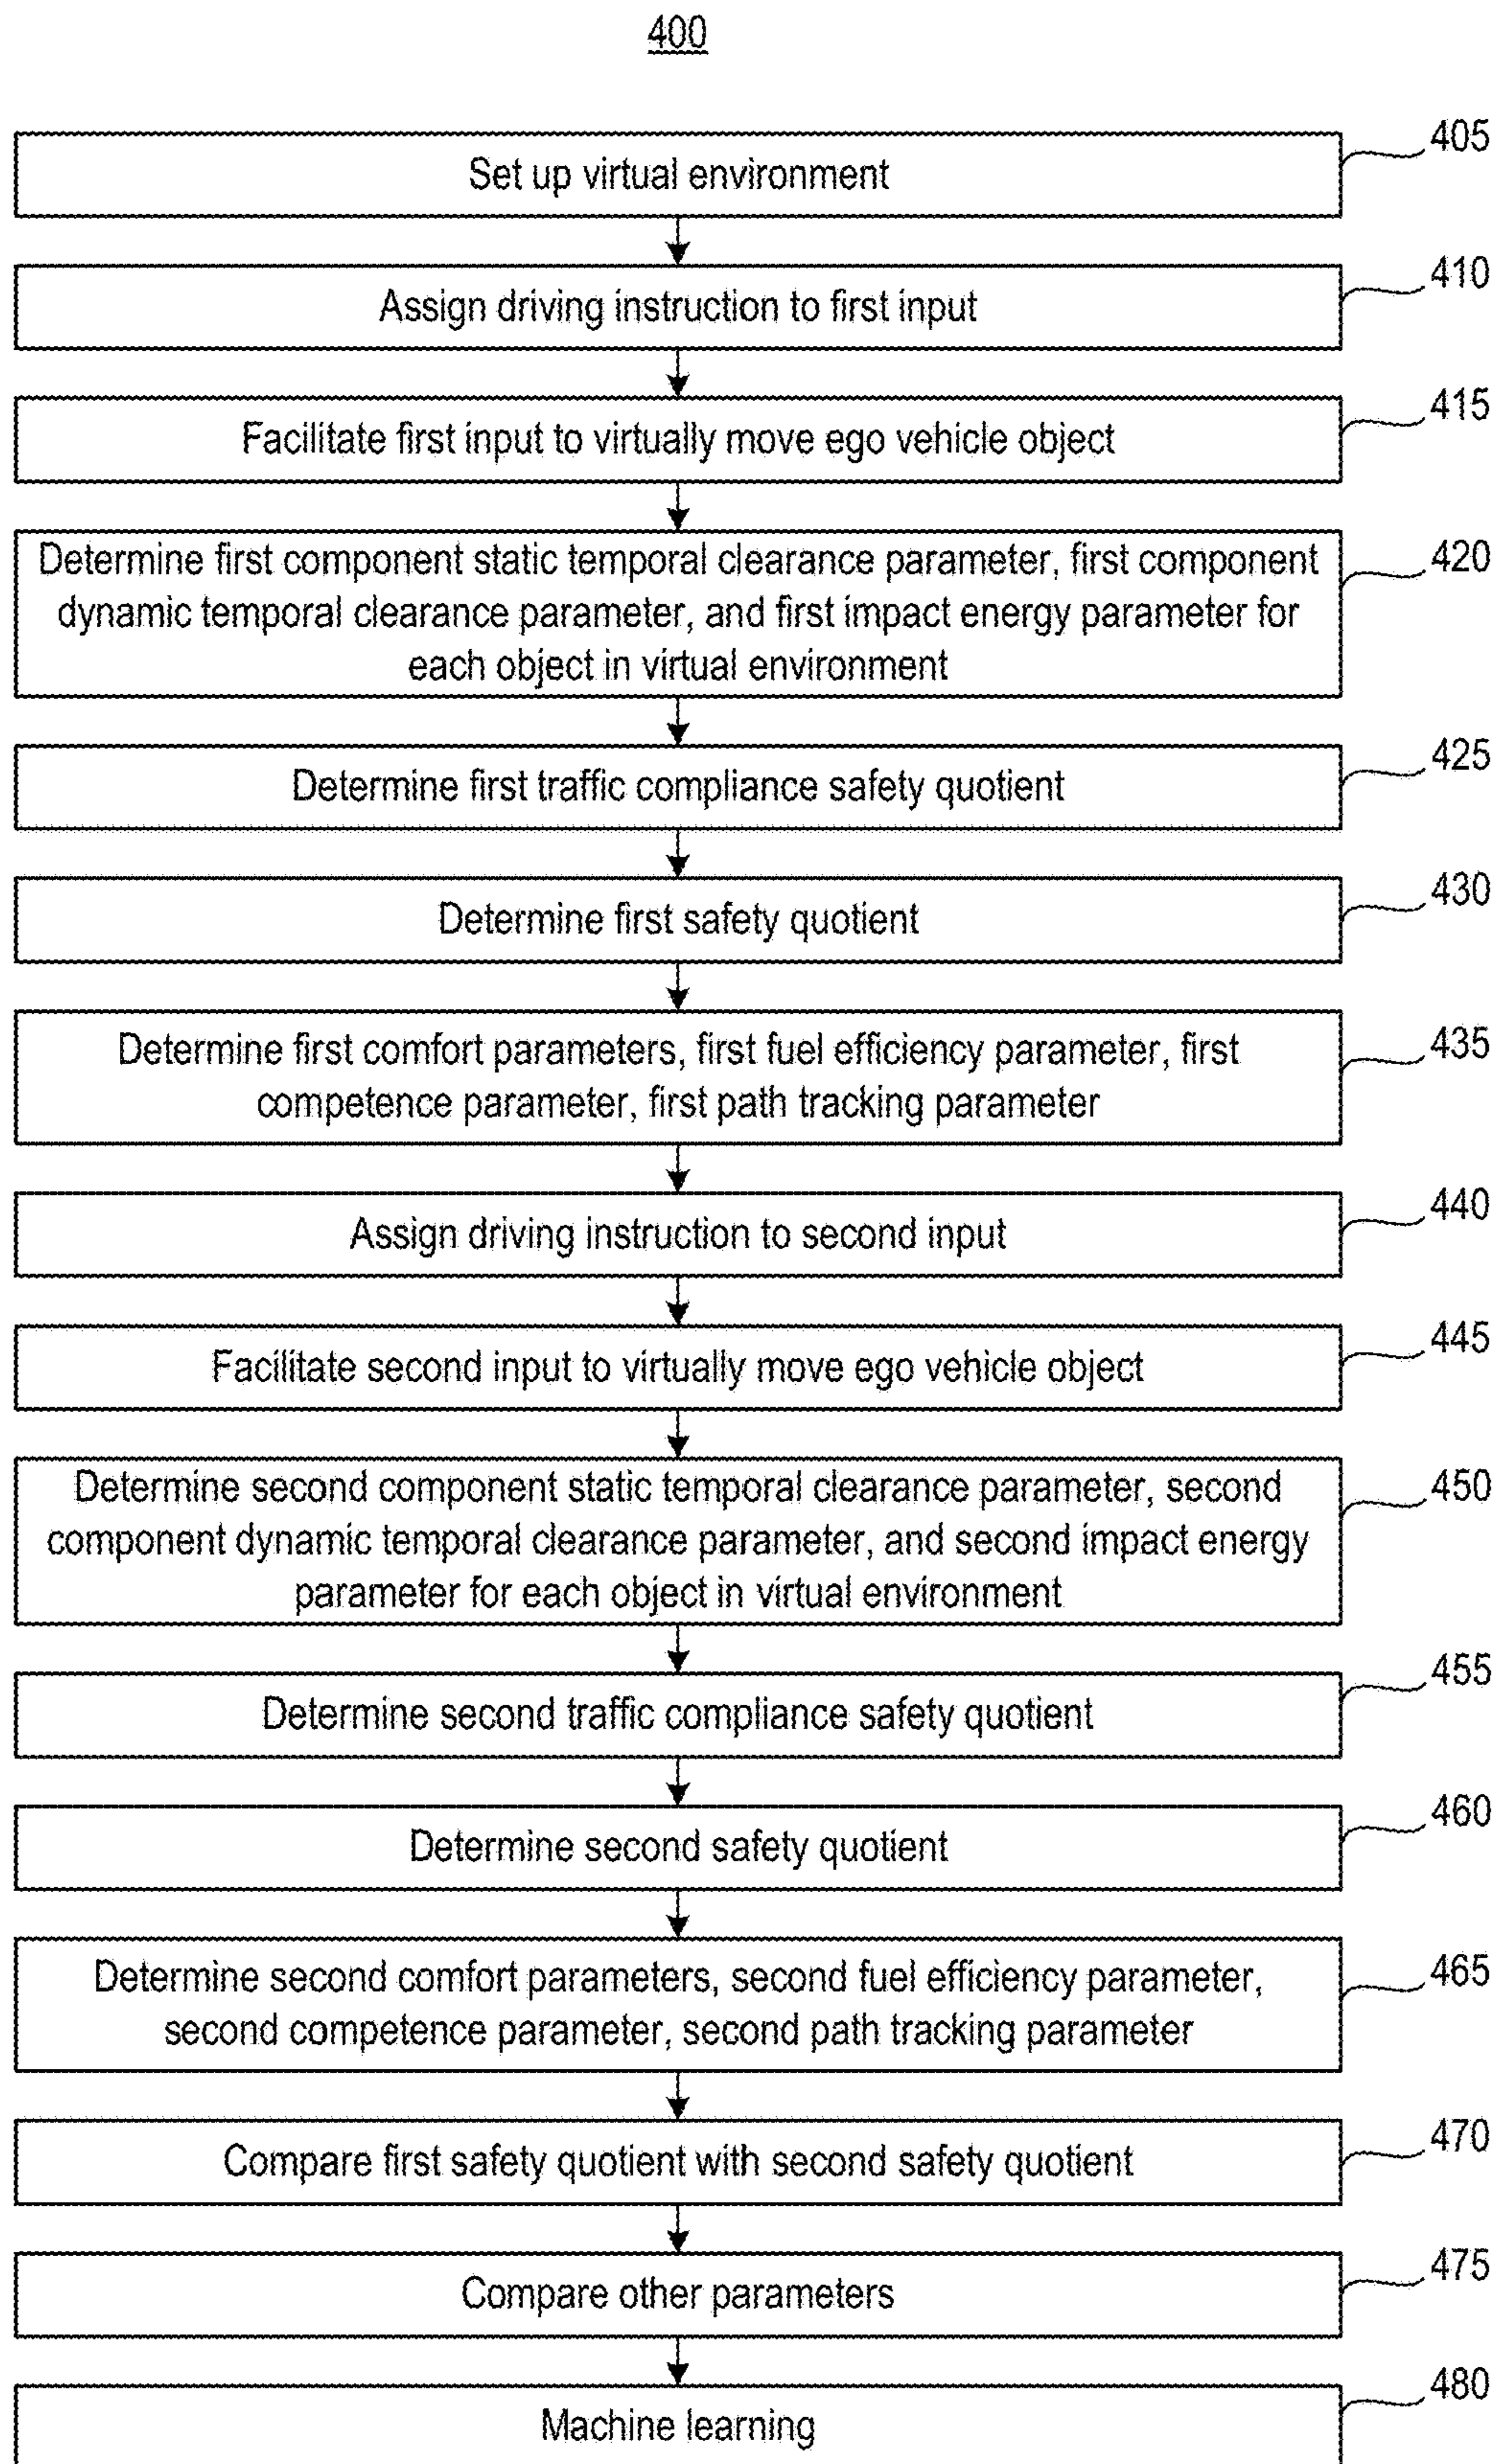 400
Set up virtual environment
405
Assign driving instruction to first input
410
Facilitate first input to virtually move ego vehicle object
415
Determine first component static temporal clearance parameter, first component
dynamic temporal clearance parameter, and first impact energy parameter for
each object in virtual environment
420
Determine first traffic compliance safety quotient
425
Determine first safety quotient
430
Determine first comfort parameters, first fuel efficiency parameter, first
competence parameter, first path tracking parameter
435
Assign driving instruction to second input
440
Facilitate second input to virtually move ego vehicle object
445
Determine second component static temporal clearance parameter, second
component dynamic temporal clearance parameter, and second impact energy
parameter for each object in virtual environment
450
Determine second traffic compliance safety quotient
455
Determine second safety quotient
460
Determine second comfort parameters, second fuel efficiency parameter,
second competence parameter, second path tracking parameter
465
Compare first safety quotient with second safety quotient
470
Compare other parameters
475
Machine learning
480